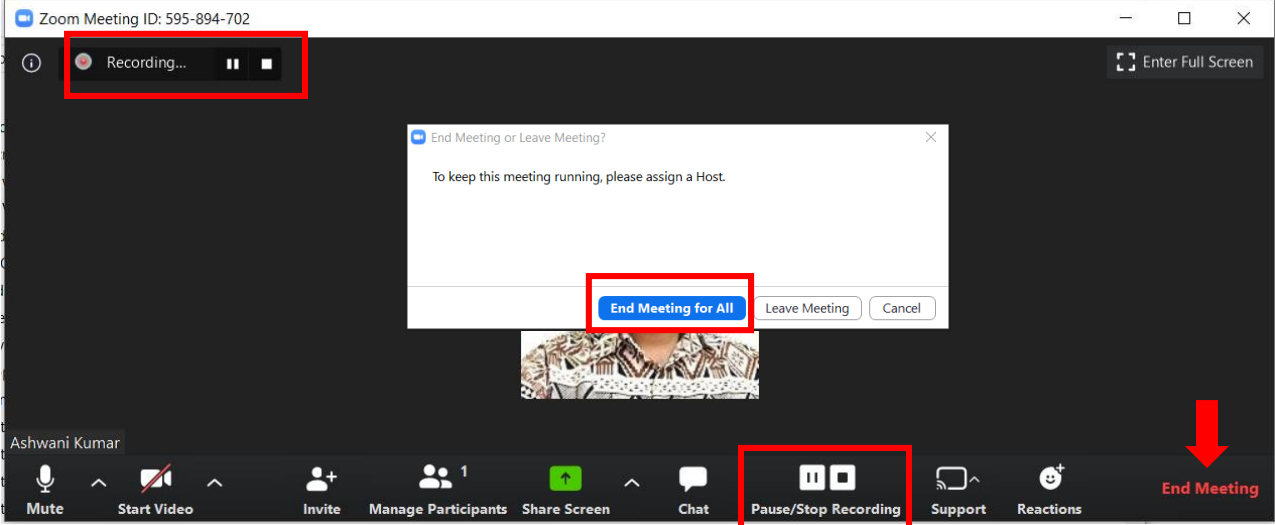 Zoom Meeting ID: 595-894-702
Recording...
Enter Full Screen
End Meeting or Leave Meeting?
To keep this meeting running, please assign a Host.
End Meeting for All
Leave Meeting
Cancel
Ashwani Kumar
1
Mute
Start Video
Invite
Manage Participants
Share Screen
Chat
Pause/Stop Recording
Support
Reactions
End Meeting